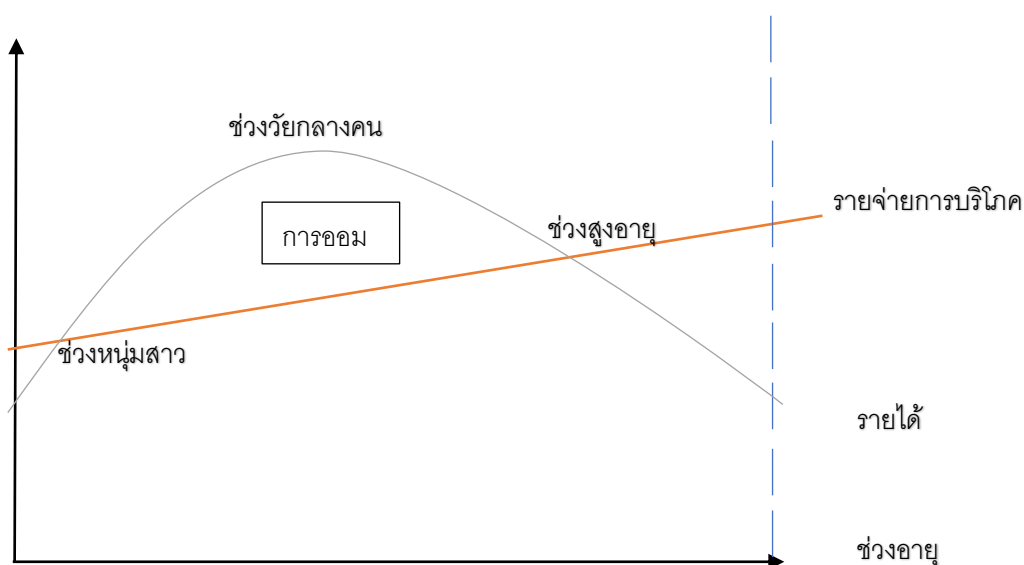 ช่วงวัยกลางคน
รายจ่ายการบริโภค
การออม
ช่วงสูงอายุ
ช่วงหนุ่มสาว
รายได้
ช่วงอายุ